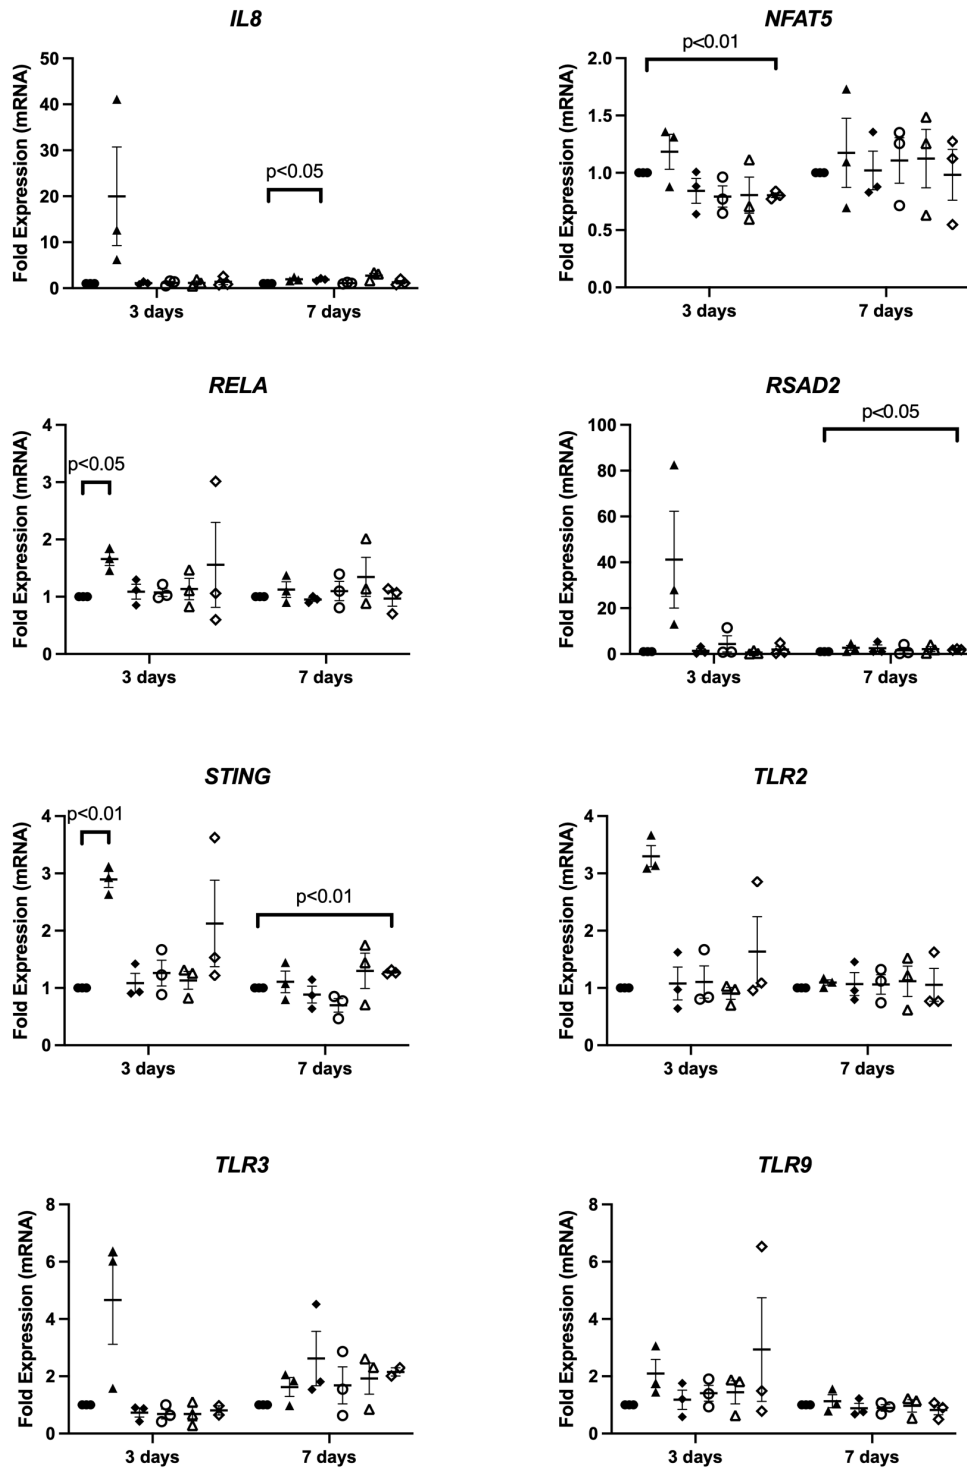 IL8
Fold Expression (mRNA)
50
40
30
20
10
0
p<0.05
3 days
7 days
NFAT5
Fold Expression (mRNA)
2.0
1.5
1.0
0.5
0.0
p<0.01
3 days
7 days
RELA
Fold Expression (mRNA)
4
3
2
1
0
p<0.05
3 days
7 days
RSAD2
Fold Expression (mRNA)
100
80
60
40
20
0
p<0.05
3 days
7 days
STING
Fold Expression (mRNA)
4
3
2
1
0
p<0.01
p<0.01
3 days
7 days
TLR2
Fold Expression (mRNA)
4
3
2
1
0
3 days
7 days
TLR3
Fold Expression (mRNA)
8
6
4
2
0
3 days
7 days
TLR9
Fold Expression (mRNA)
8
6
4
2
0
3 days
7 days